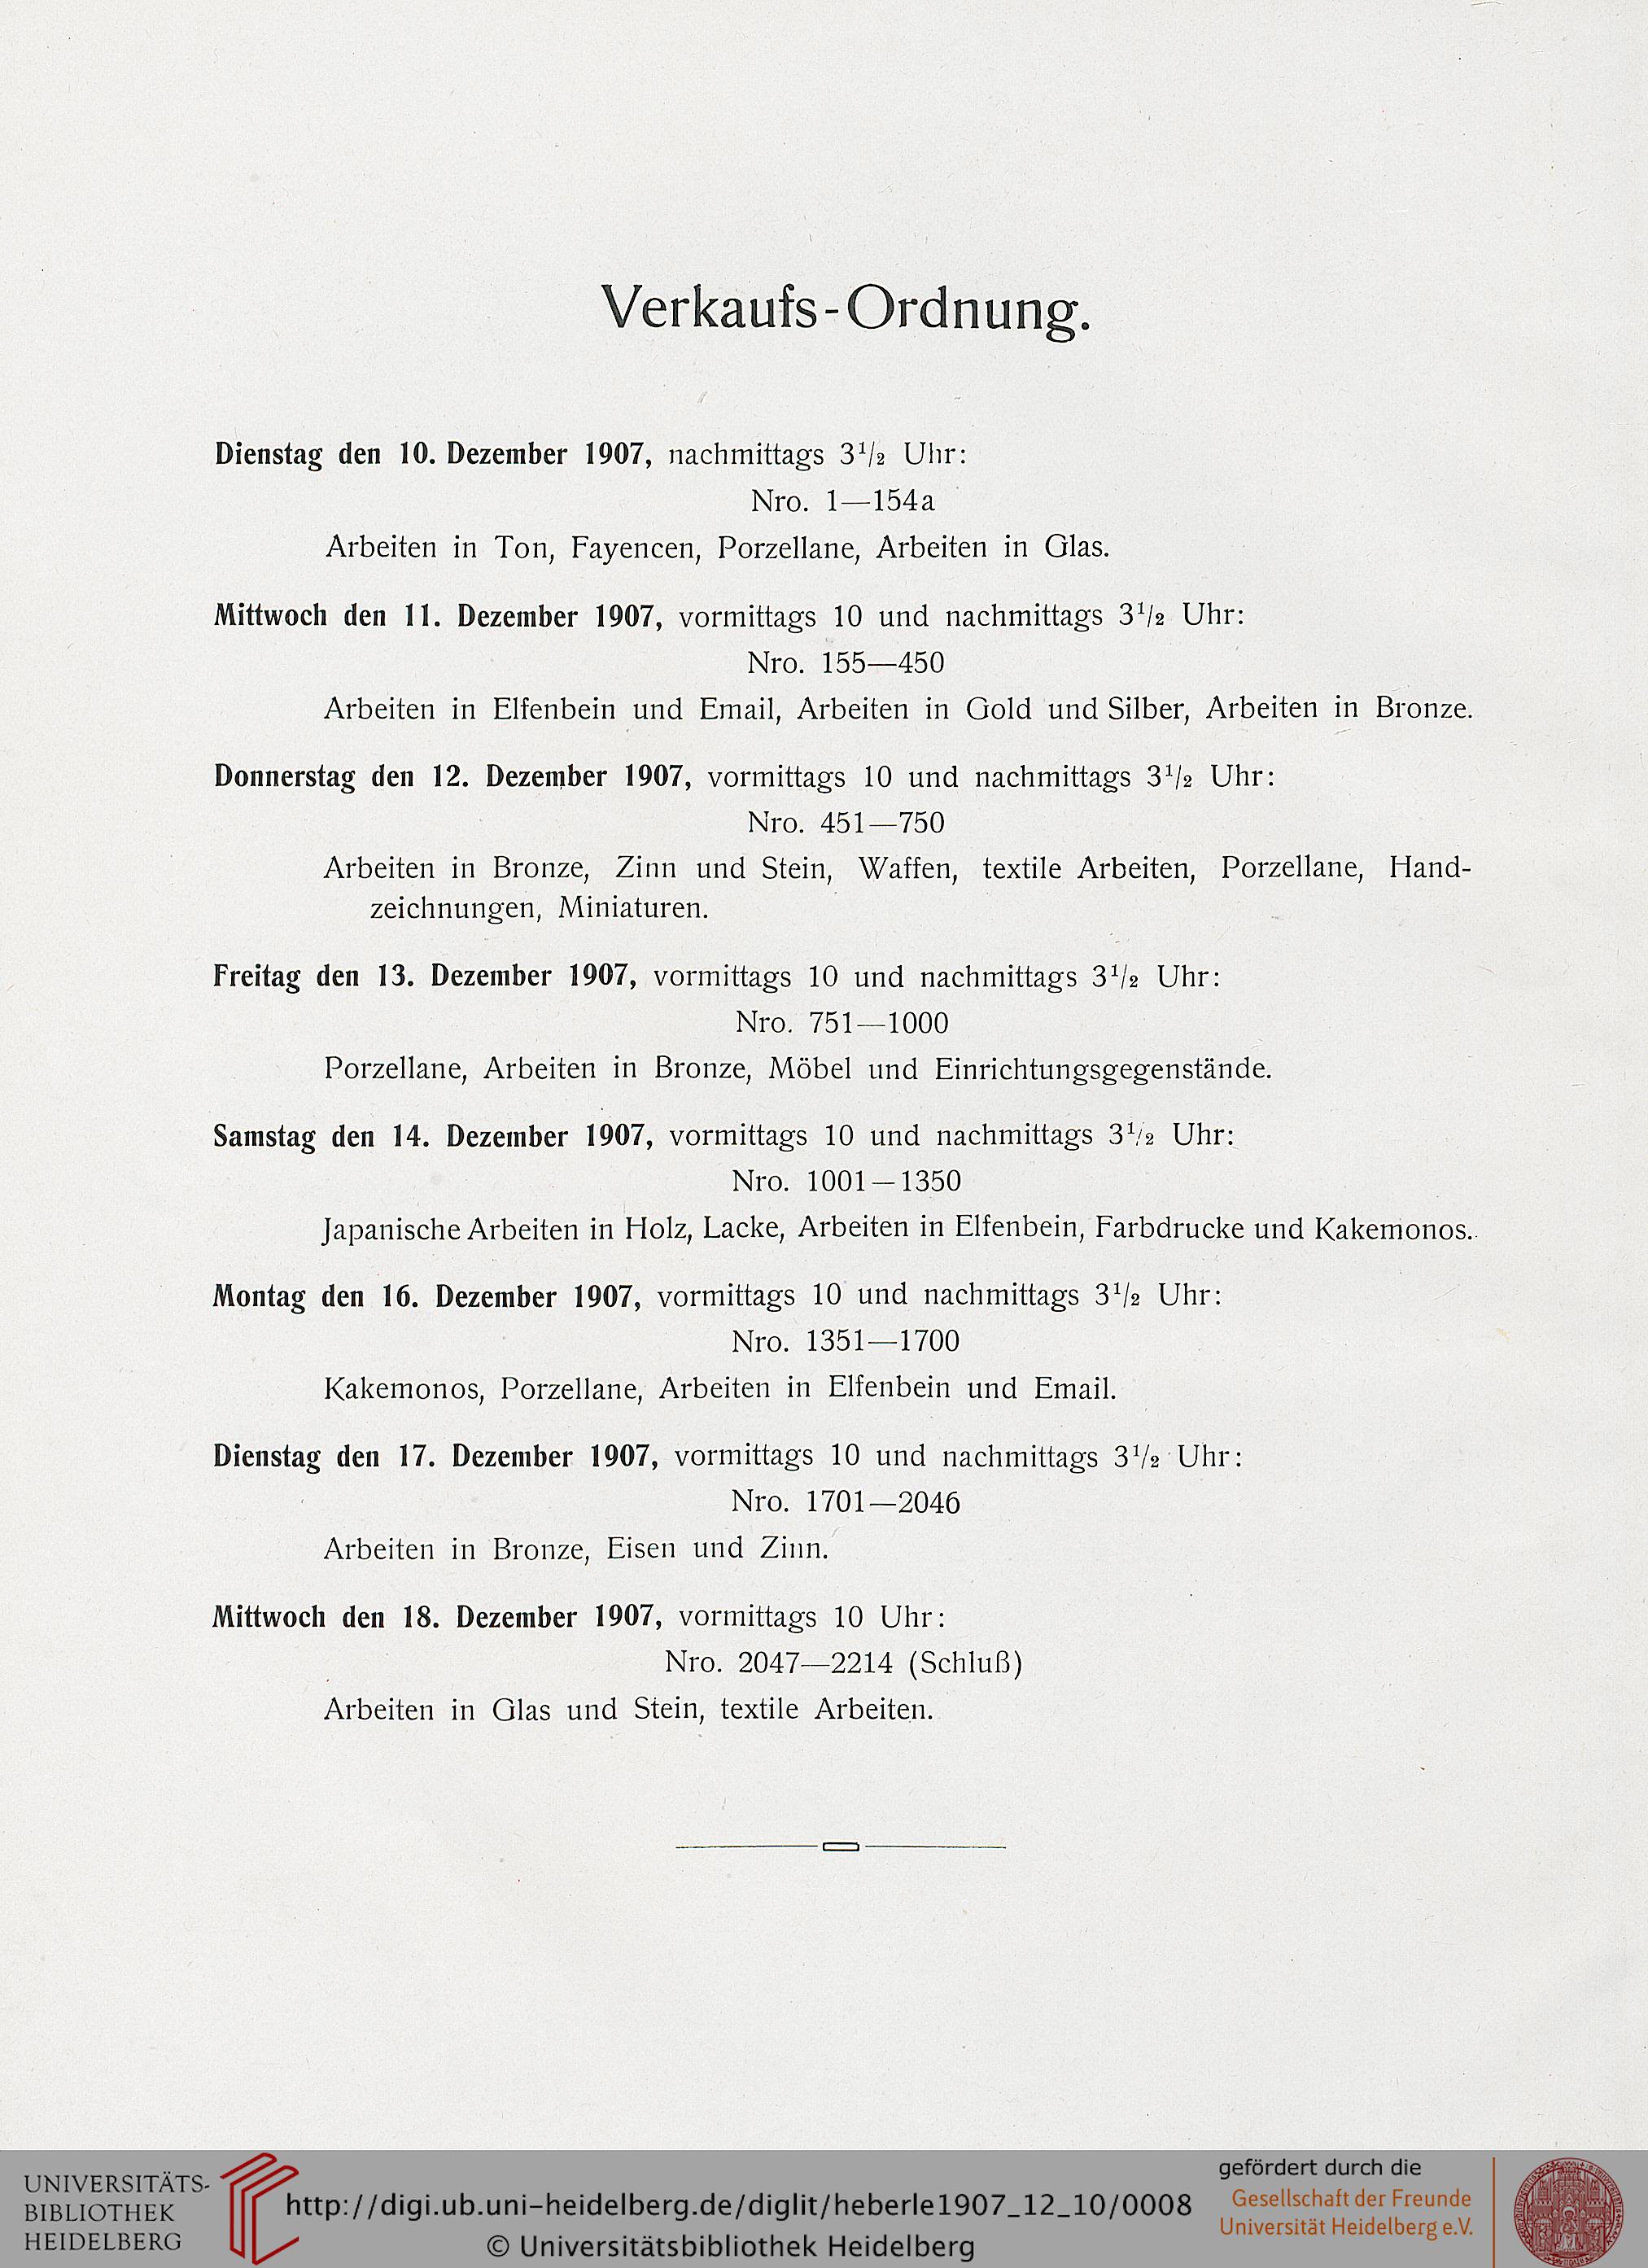 Verkaufs-Ordnung.
Dienstag den 10. Dezember 1907, nachmittags 3¹/₂ Uhr:
Nro. 1—154a
Arbeiten in Ton, Fayencen, Porzellane, Arbeiten in Glas.
Mittwoch den 11. Dezember 1907, vormittags 10 und nachmittags 3¹/₂ Uhr:
Nro. 155—450
Arbeiten in Elfenbein und Email, Arbeiten in Gold und Silber, Arbeiten in Bronze.
Donnerstag den 12. Dezember 1907, vormittags 10 und nachmittags 3¹/₂ Uhr:
Nro. 451—750
Arbeiten in Bronze, Zinn und Stein, Waffen, textile Arbeiten, Porzellane, Hand-
zeichnungen, Miniaturen.
Freitag den 13. Dezember 1907, vormittags 10 und nachmittags 3¹/₂ Uhr:
Nro. 751—1000
Porzellane, Arbeiten in Bronze, Möbel und Einrichtungsgegenstände.
Samstag den 14. Dezember 1907, vormittags 10 und nachmittags 3¹/₂ Uhr:
Nro. 1001—1350
Japanische Arbeiten in Holz, Lacke, Arbeiten in Elfenbein, Farbdrucke und Kakemonos.
Montag den 16. Dezember 1907, vormittags 10 und nachmittags 3¹/₂ Uhr:
Nro. 1351—1700
Kakemonos, Porzellane, Arbeiten in Elfenbein und Email.
Dienstag den 17. Dezember 1907, vormittags 10 und nachmittags 3¹/₂ Uhr:
Nro. 1701—2046
Arbeiten in Bronze, Eisen und Zinn.
Mittwoch den 18. Dezember 1907, vormittags 10 Uhr:
Nro. 2047—2214 (Schluß)
Arbeiten in Glas und Stein, textile Arbeiten.
UNIVERSITÄTS-
BIBLIOTHEK
HEIDELBERG
http://digi.ub.uni-heidelberg.de/diglit/heberle1907_12_10/0008
© Universitätsbibliothek Heidelberg
gefördert durch die
Gesellschaft der Freunde
Universität Heidelberg e.V.